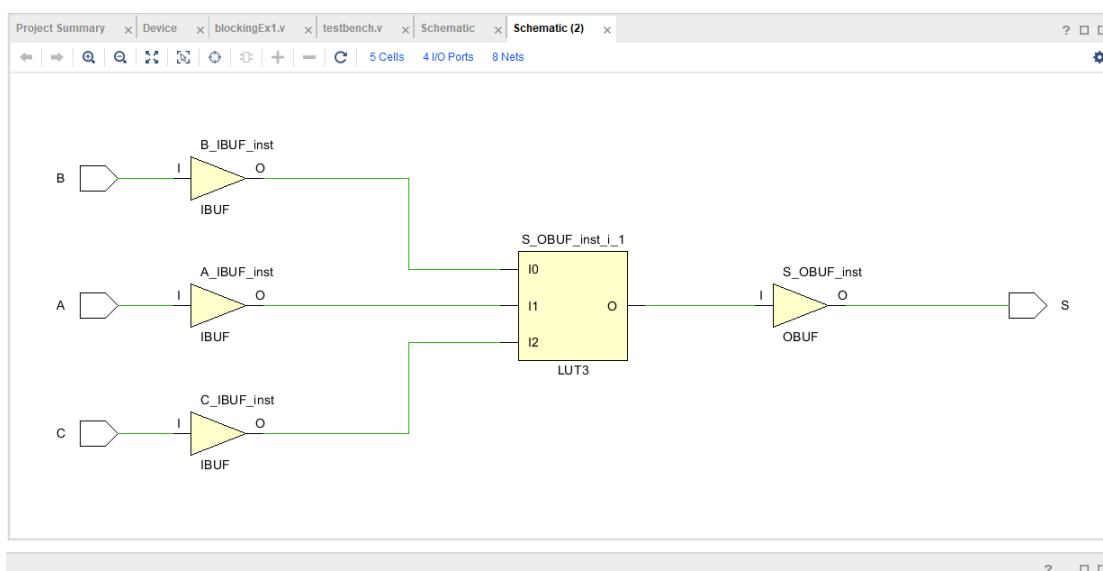 Project Summary × Device × blockingEx1.v × testbench.v × Schematic × Schematic (2) × ?
5 Cells 4 I/O Ports 8 Nets
B_IBUF_inst
B I O
IBUF
S_OBUF_inst_i_1
I0
A_IBUF_inst S_OBUF_inst
A I O I1 O I O S
IBUF OBUF
I2
LUT3
C_IBUF_inst
C I O
IBUF
?